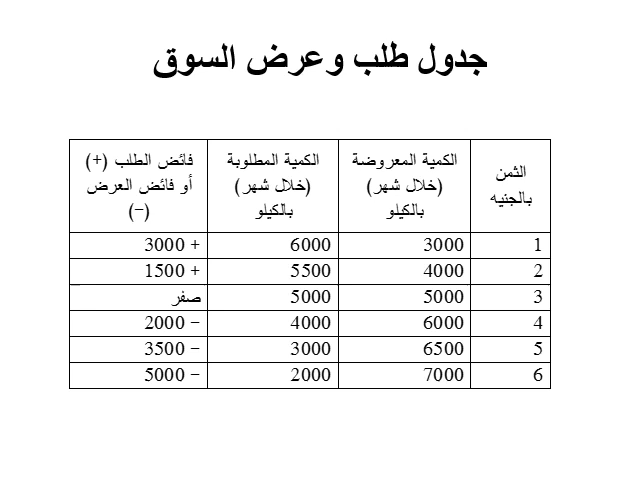 جدول طلب وعرض السوق
الثمن بالجنيه | الكمية المعروضة (خلال شهر) بالكيلو | الكمية المطلوبة (خلال شهر) بالكيلو | فائض الطلب (+) أو فائض العرض (−)
1 | 3000 | 6000 | + 3000
2 | 4000 | 5500 | + 1500
3 | 5000 | 5000 | صفر
4 | 6000 | 4000 | − 2000
5 | 6500 | 3000 | − 3500
6 | 7000 | 2000 | − 5000